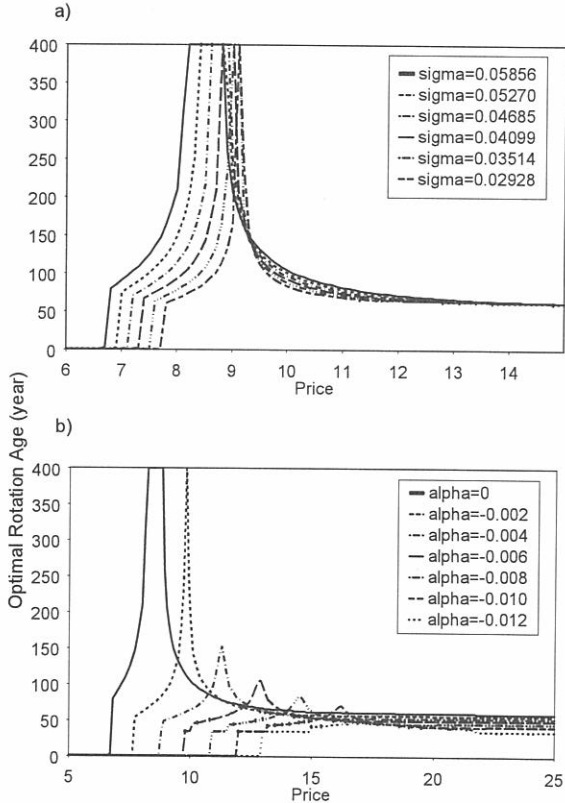 a)
400
350
300
250
200
150
100
50
0
sigma=0.05856
sigma=0.05270
sigma=0.04685
sigma=0.04099
sigma=0.03514
sigma=0.02928
6 7 8 9 10 11 12 13 14
Price
Optimal Rotation Age (year)
b)
400
350
300
250
200
150
100
50
0
alpha=0
alpha=-0.002
alpha=-0.004
alpha=-0.006
alpha=-0.008
alpha=-0.010
alpha=-0.012
5 10 15 20 25
Price